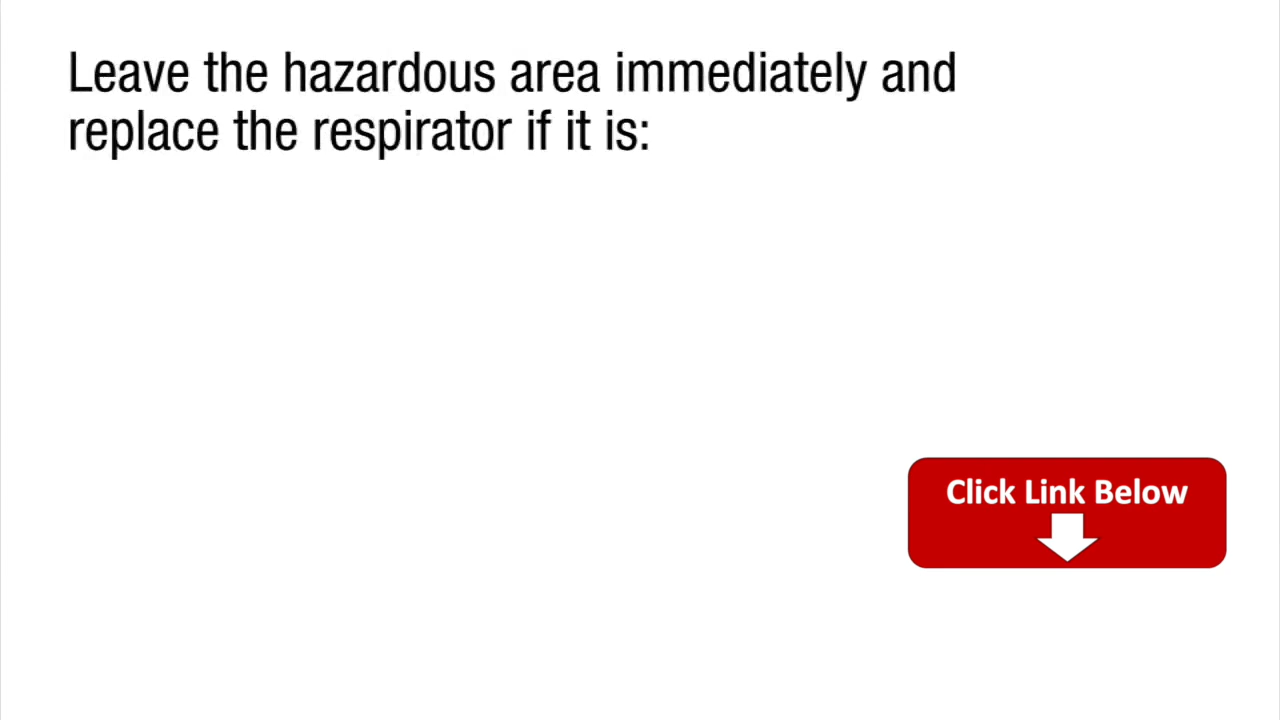 Leave the hazardous area immediately and
replace the respirator if it is:
Click Link Below